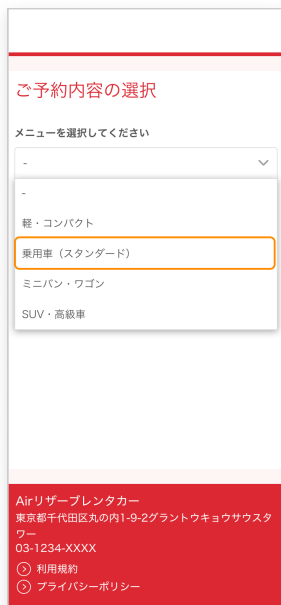 ご予約内容の選択
メニューを選択してください
-
-
軽・コンパクト
乗用車（スタンダード）
ミニバン・ワゴン
SUV・高級車
Airリザーブレンタカー
東京都千代田区丸の内1-9-2グラントウキョウサウスタ
ワー
03-1234-XXXX
利用規約
プライバシーポリシー